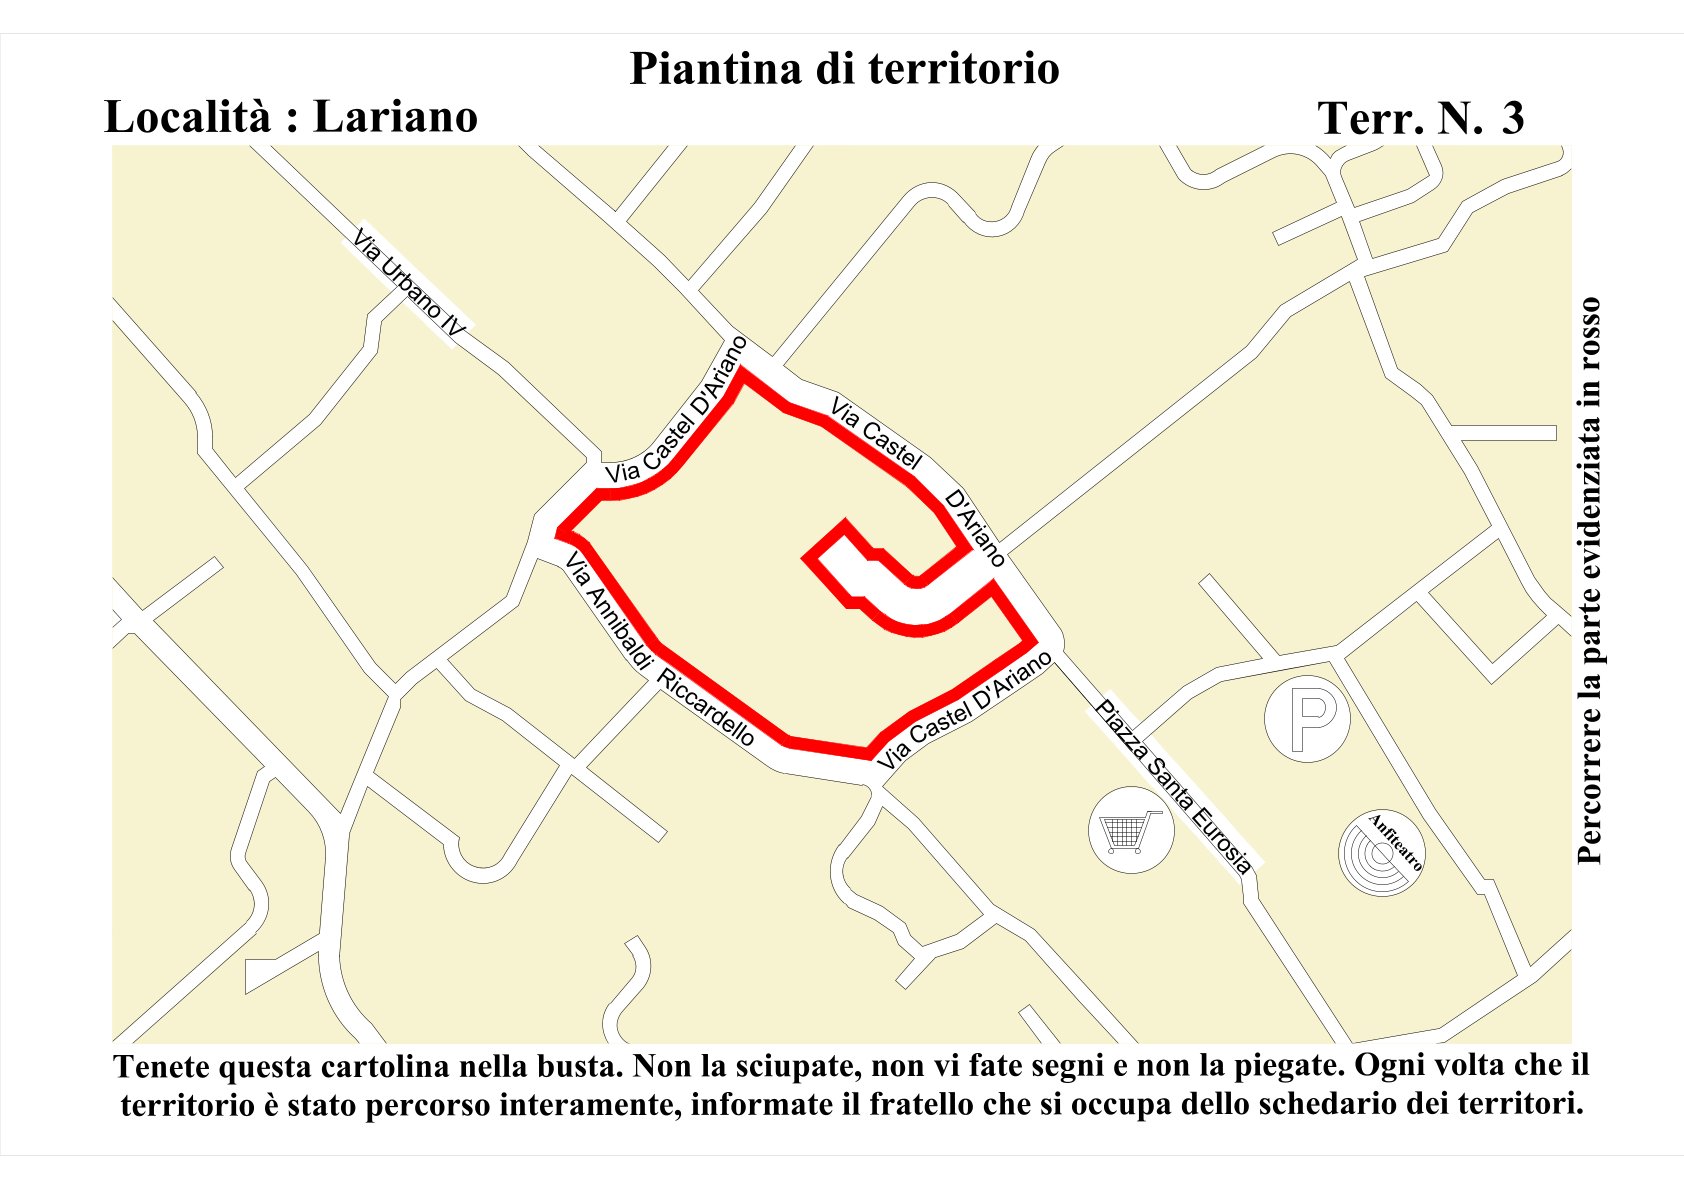 Piantina di territorio
Località : Lariano
Terr. N. 3
Via Urbano IV
Via Castel D'Ariano
Via Castel
D'Ariano
Via Annibaldi
Riccardello
Via Castel D'Ariano
Piazza Santa Eurosia
P
Anfiteatro
Percorrere la parte evidenziata in rosso
Tenete questa cartolina nella busta. Non la sciupate, non vi fate segni e non la piegate. Ogni volta che il
territorio è stato percorso interamente, informate il fratello che si occupa dello schedario dei territori.